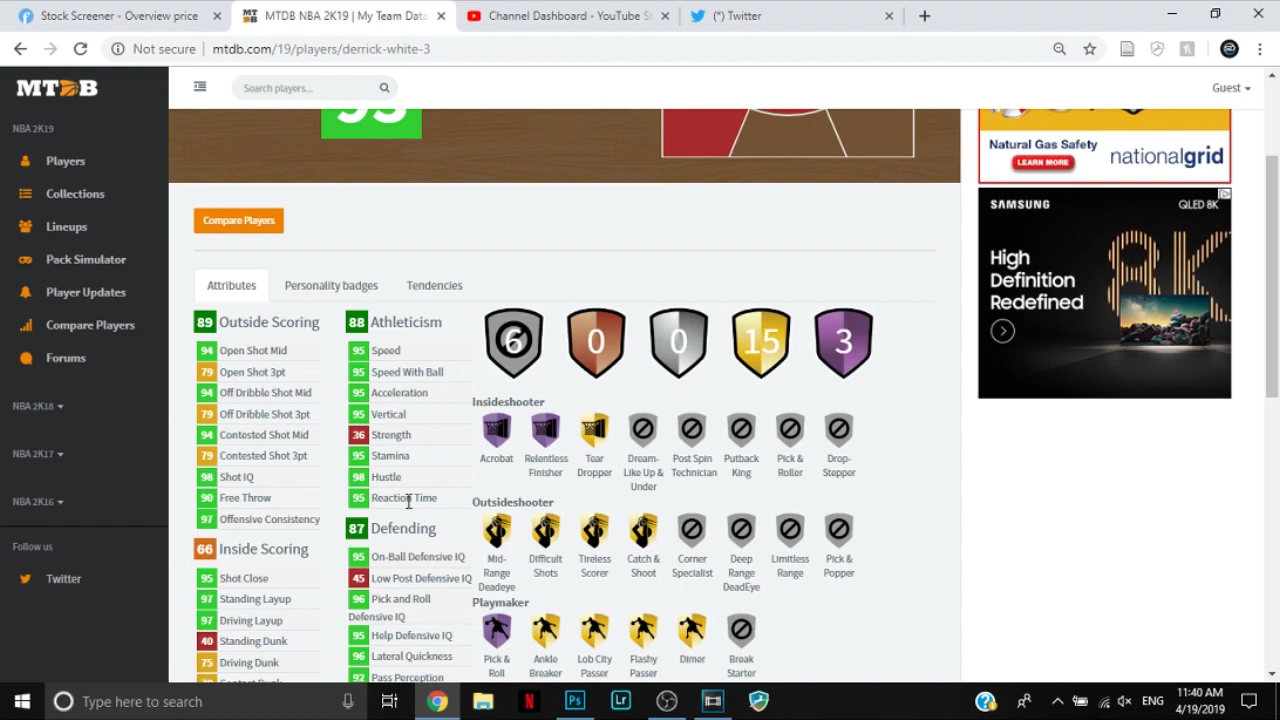 Stock Screener - Overview price
MTDB NBA 2K19 | My Team Data
Channel Dashboard - YouTube St
(*) Twitter
Not secure | mtdb.com/19/players/derrick-white-3
MTDB
Search players...
Guest
NBA 2K19
Players
Collections
Lineups
Pack Simulator
Player Updates
Compare Players
Forums
NBA 2K18
NBA 2K17
NBA 2K16
Follow us
Twitter
Natural Gas Safety
LEARN MORE
nationalgrid
SAMSUNG QLED 8K
High
Definition
Redefined
8K
Compare Players
Attributes Personality badges Tendencies
89 Outside Scoring
94 Open Shot Mid
79 Open Shot 3pt
94 Off Dribble Shot Mid
79 Off Dribble Shot 3pt
94 Contested Shot Mid
79 Contested Shot 3pt
98 Shot IQ
90 Free Throw
97 Offensive Consistency
66 Inside Scoring
95 Shot Close
97 Standing Layup
97 Driving Layup
40 Standing Dunk
75 Driving Dunk
88 Athleticism
95 Speed
95 Speed With Ball
95 Acceleration
95 Vertical
36 Strength
95 Stamina
98 Hustle
95 Reaction Time
87 Defending
95 On-Ball Defensive IQ
45 Low Post Defensive IQ
96 Pick and Roll
Defensive IQ
95 Help Defensive IQ
96 Lateral Quickness
92 Pass Perception
6 0 0 15 3
Insideshooter
Acrobat
Relentless
Finisher
Tear
Dropper
Dream-
Like Up &
Under
Post Spin
Technician
Putback
King
Pick &
Roller
Drop-
Stepper
Outsideshooter
Mid-
Range
Deadeye
Difficult
Shots
Tireless
Scorer
Catch &
Shoot
Corner
Specialist
Deep
Range
DeadEye
Limitless
Range
Pick &
Popper
Playmaker
Pick &
Roll
Ankle
Breaker
Lob City
Passer
Flashy
Passer
Dimer
Break
Starter
Type here to search
ENG
11:40 AM
4/19/2019